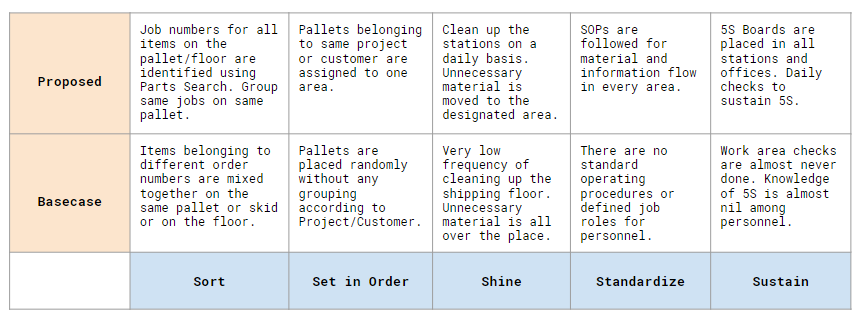 Proposed
Job numbers for all
items on the
pallet/floor are
identified using
Parts Search. Group
same jobs on same
pallet.
Pallets belonging
to same project
or customer are
assigned to one
area.
Clean up the
stations on a
daily basis.
Unnecessary
material is
moved to the
designated area.
SOPs are
followed for
material and
information flow
in every area.
5S Boards are
placed in all
stations and
offices. Daily
checks to
sustain 5S.
Basecase
Items belonging to
different order
numbers are mixed
together on the
same pallet or skid
or on the floor.
Pallets are
placed randomly
without any
grouping
according to
Project/Customer.
Very low
frequency of
cleaning up the
shipping floor.
Unnecessary
material is all
over the place.
There are no
standard
operating
procedures or
defined job
roles for
personnel.
Work area checks
are almost never
done. Knowledge
of 5S is almost
nil among
personnel.
Sort
Set in Order
Shine
Standardize
Sustain